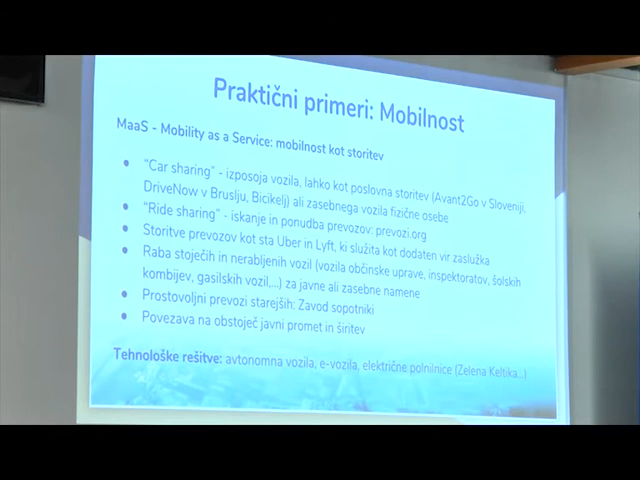 Praktični primeri: Mobilnost
MaaS - Mobility as a Service: mobilnost kot storitev
• “Car sharing” - izposoja vozila, lahko kot poslovna storitev (Avant2Go v Sloveniji,
DriveNow v Bruslju, Bicikelj) ali zasebnega vozila fizične osebe
• “Ride sharing” - iskanje in ponudba prevozov: prevozi.org
• Storitve prevozov kot sta Uber in Lyft, ki služita kot dodaten vir zaslužka
• Raba stoječih in nerabljenih vozil (vozila občinske uprave, inspektoratov, šolskih
kombijev, gasilskih vozil,...) za javne ali zasebne namene
• Prostovoljni prevozi starejših: Zavod sopotniki
• Povezava na obstoječ javni promet in širitev
Tehnološke rešitve: avtonomna vozila, e-vozila, električne polnilnice (Zelena Keltika...)